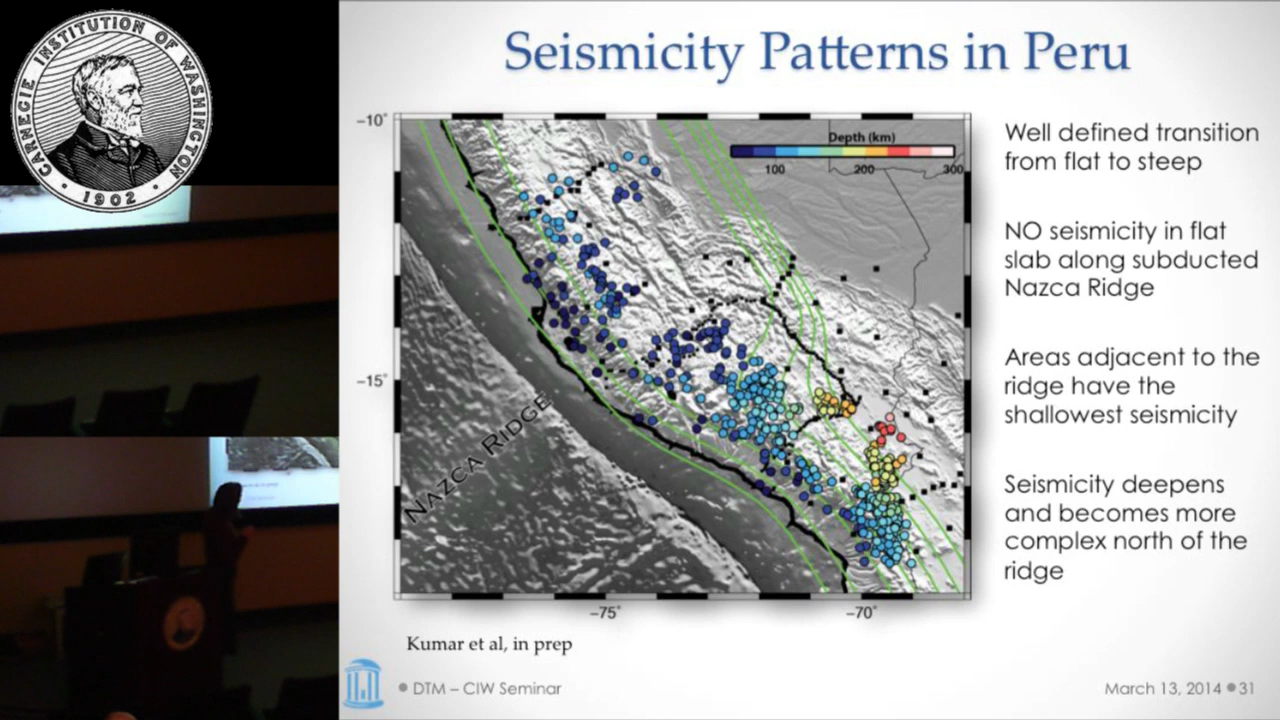 CARNEGIE INSTITUTION OF WASHINGTON
1902
Seismicity Patterns in Peru
-10°
-15°
-75°
-70°
Depth (km)
100 200 300
NAZCA RIDGE
Well defined transition
from flat to steep
NO seismicity in flat
slab along subducted
Nazca Ridge
Areas adjacent to the
ridge have the
shallowest seismicity
Seismicity deepens
and becomes more
complex north of the
ridge
Kumar et al, in prep
DTM – CIW Seminar
March 13, 2014 • 31